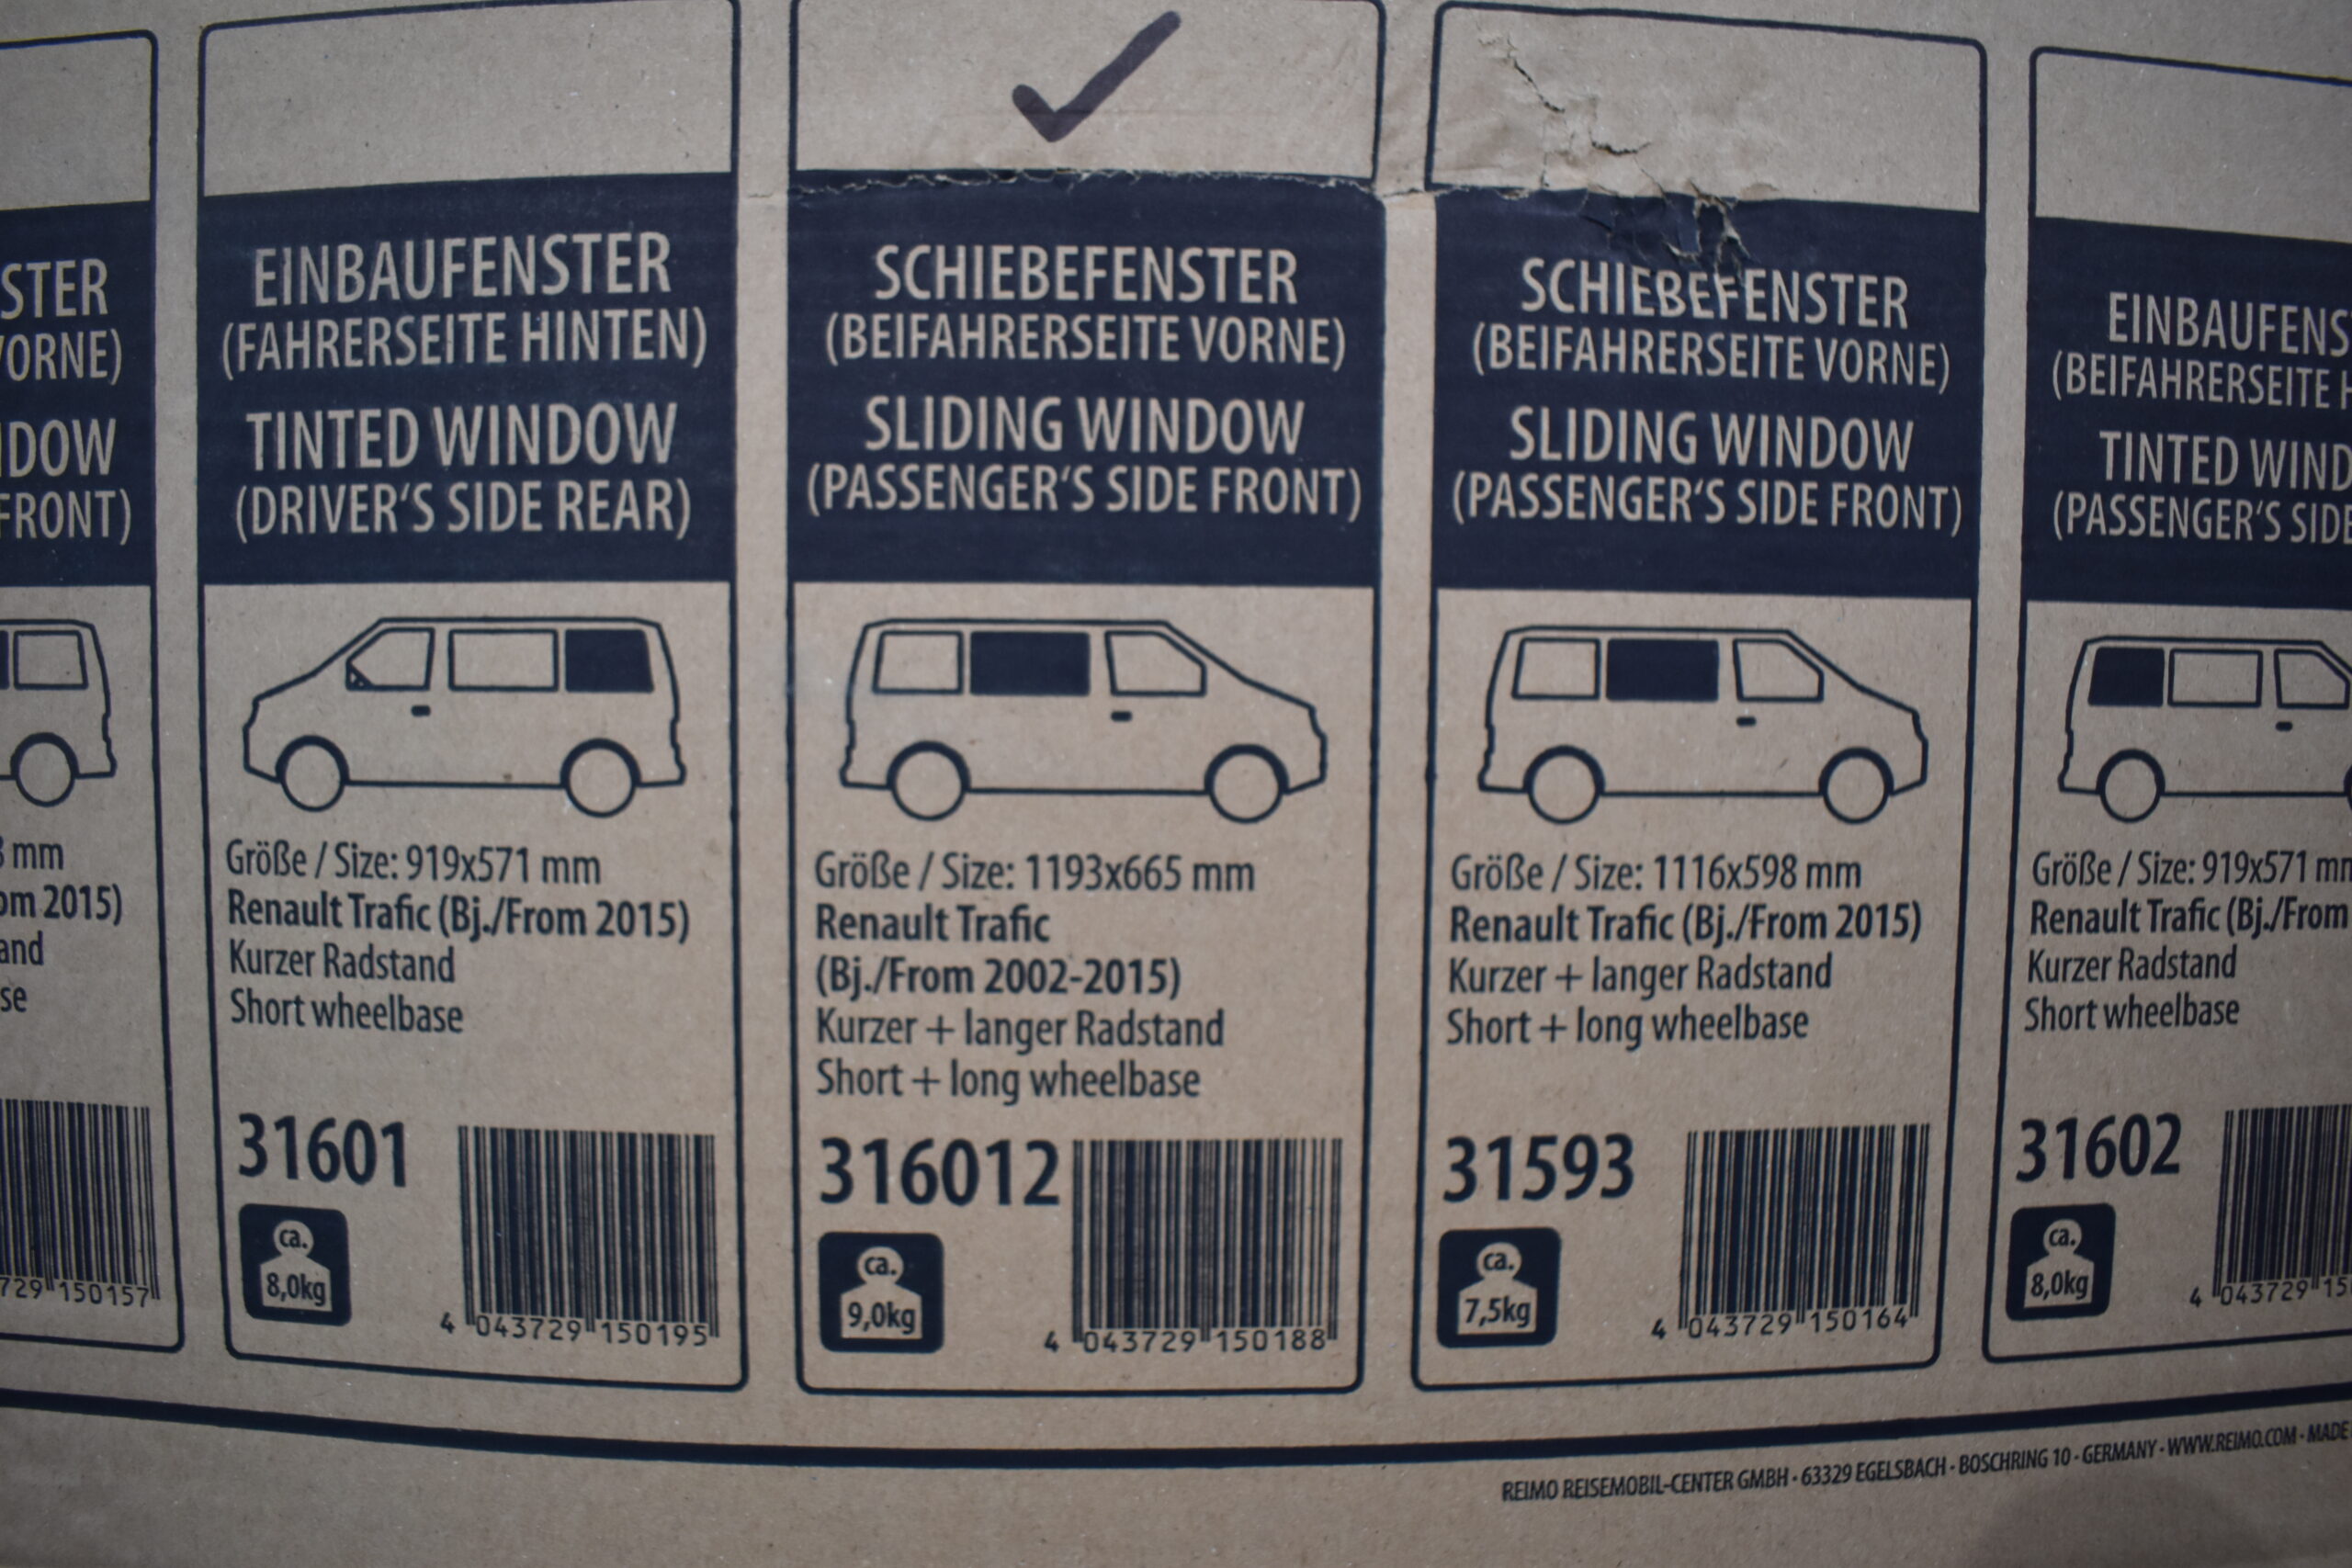 STER
VORNE)
NDOW
FRONT)
mm
2015)
and
se
729 150157
EINBAUFENSTER
(FAHRERSEITE HINTEN)
TINTED WINDOW
(DRIVER'S SIDE REAR)
Größe / Size: 919x571 mm
Renault Trafic (Bj./From 2015)
Kurzer Radstand
Short wheelbase
31601
ca.
8,0kg
4 043729 150195
SCHIEBEFENSTER
(BEIFAHRERSEITE VORNE)
SLIDING WINDOW
(PASSENGER'S SIDE FRONT)
Größe / Size: 1193x665 mm
Renault Trafic
(Bj./From 2002-2015)
Kurzer + langer Radstand
Short + long wheelbase
316012
ca.
9,0kg
4 043729 150188
SCHIEBEFENSTER
(BEIFAHRERSEITE VORNE)
SLIDING WINDOW
(PASSENGER'S SIDE FRONT)
Größe / Size: 1116x598 mm
Renault Trafic (Bj./From 2015)
Kurzer + langer Radstand
Short + long wheelbase
31593
ca.
7,5kg
4 043729 150164
EINBAUFENS
(BEIFAHRERSEITE H
TINTED WIND
(PASSENGER'S SIDE
Größe / Size: 919x571 mm
Renault Trafic (Bj./From
Kurzer Radstand
Short wheelbase
31602
ca.
8,0kg
4 043729 15
REIMO REISEMOBIL-CENTER GMBH · 63329 EGELSBACH · BOSCHRING 10 · GERMANY · WWW.REIMO.COM · MADE